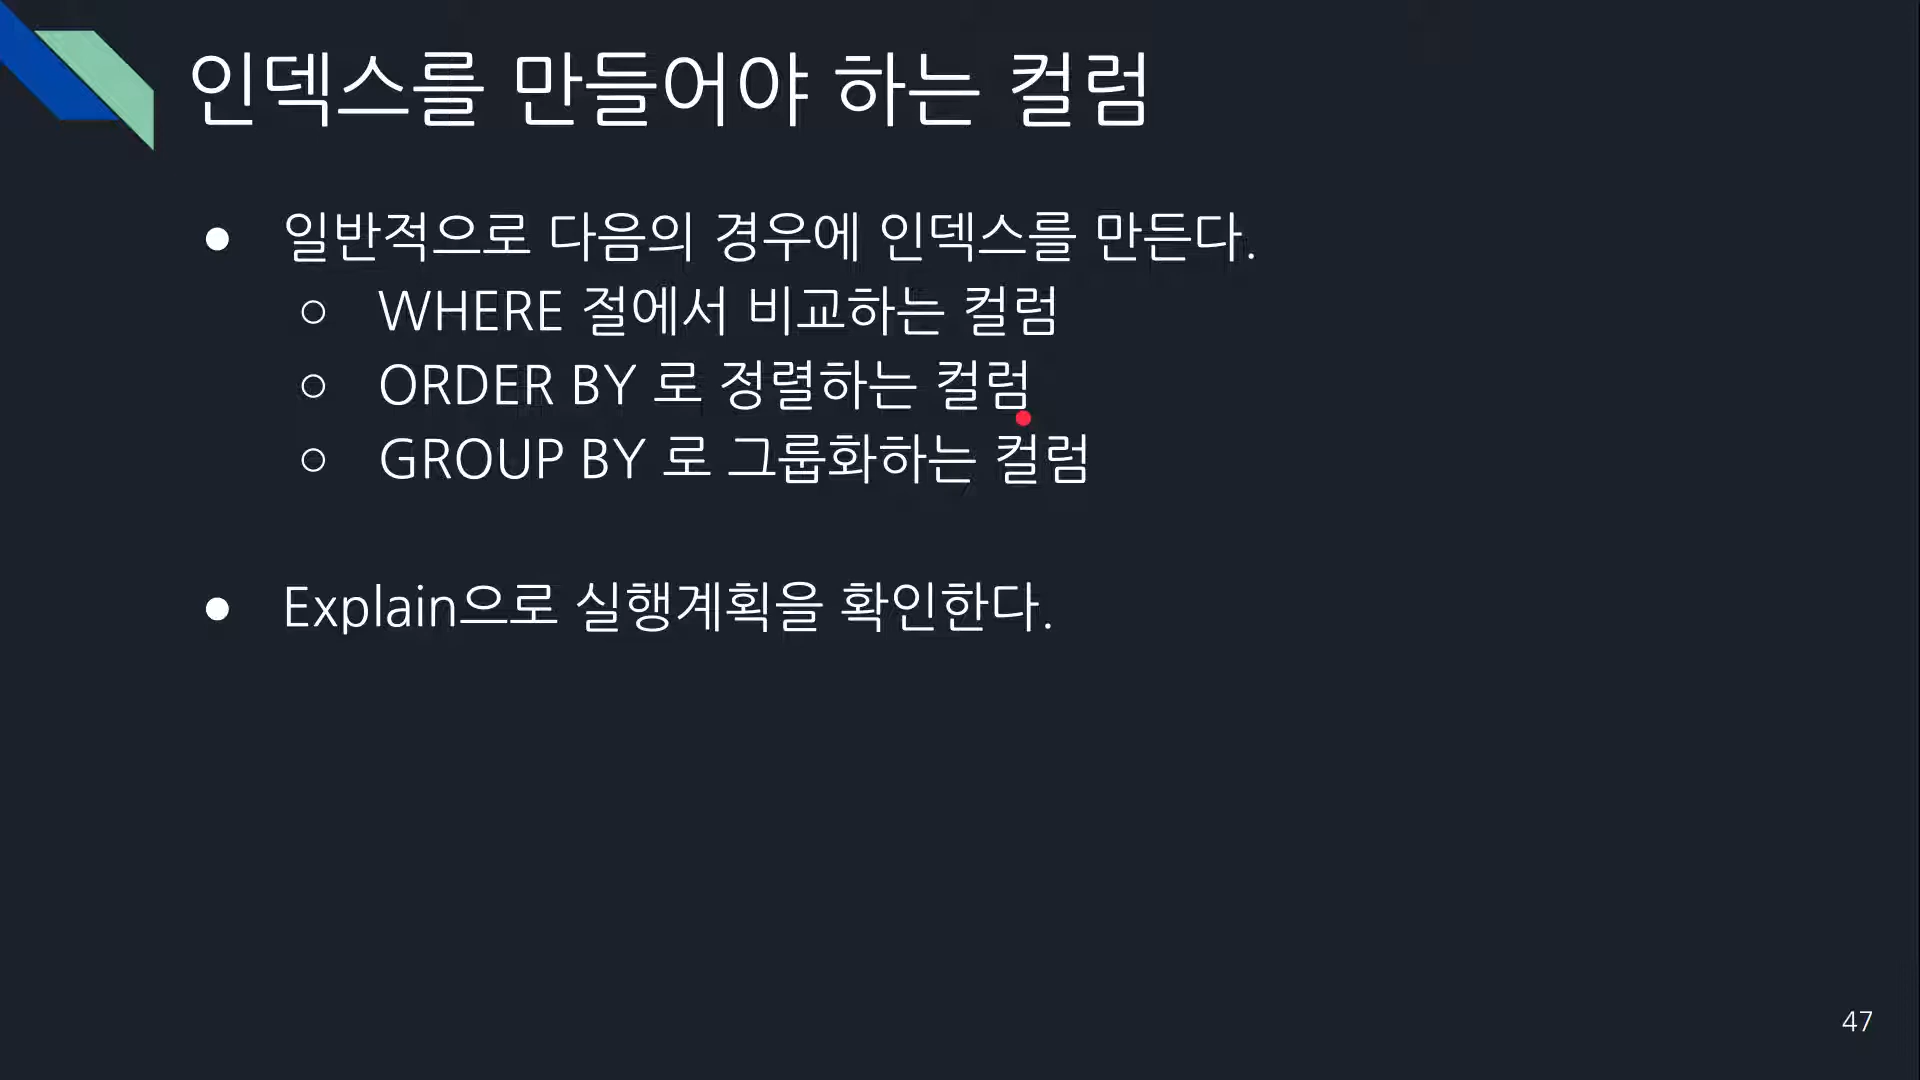 인덱스를 만들어야 하는 컬럼
● 일반적으로 다음의 경우에 인덱스를 만든다.
○ WHERE 절에서 비교하는 컬럼
○ ORDER BY 로 정렬하는 컬럼
○ GROUP BY 로 그룹화하는 컬럼
● Explain으로 실행계획을 확인한다.
47